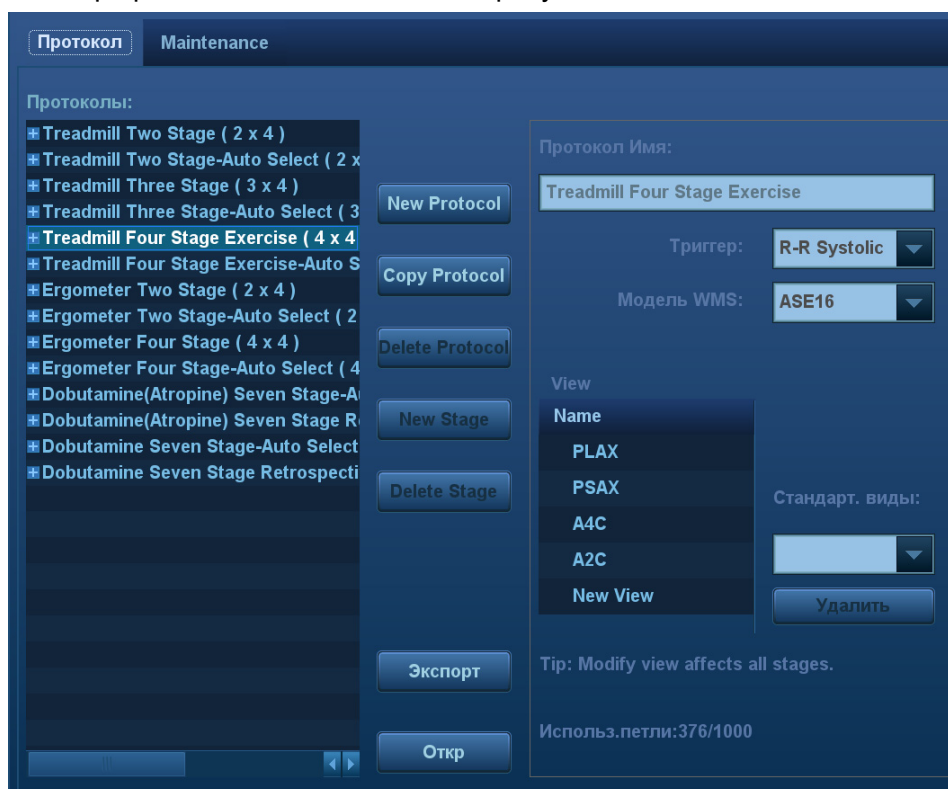 Протокол
Maintenance
Протоколы:
Treadmill Two Stage ( 2 x 4 )
Treadmill Two Stage-Auto Select ( 2 x
Treadmill Three Stage ( 3 x 4 )
Treadmill Three Stage-Auto Select ( 3
Treadmill Four Stage Exercise ( 4 x 4
Treadmill Four Stage Exercise-Auto S
Ergometer Two Stage ( 2 x 4 )
Ergometer Two Stage-Auto Select ( 2
Ergometer Four Stage ( 4 x 4 )
Ergometer Four Stage-Auto Select ( 4
Dobutamine(Atropine) Seven Stage-A
Dobutamine(Atropine) Seven Stage R
Dobutamine Seven Stage-Auto Select
Dobutamine Seven Stage Retrospecti
New Protocol
Copy Protocol
Delete Protocol
New Stage
Delete Stage
Экспорт
Откр
Протокол Имя:
Treadmill Four Stage Exercise
Триггер:
R-R Systolic
Модель WMS:
ASE16
View
Name
PLAX
PSAX
A4C
A2C
New View
Стандарт. виды:
Удалить
Tip: Modify view affects all stages.
Использ.петли:376/1000